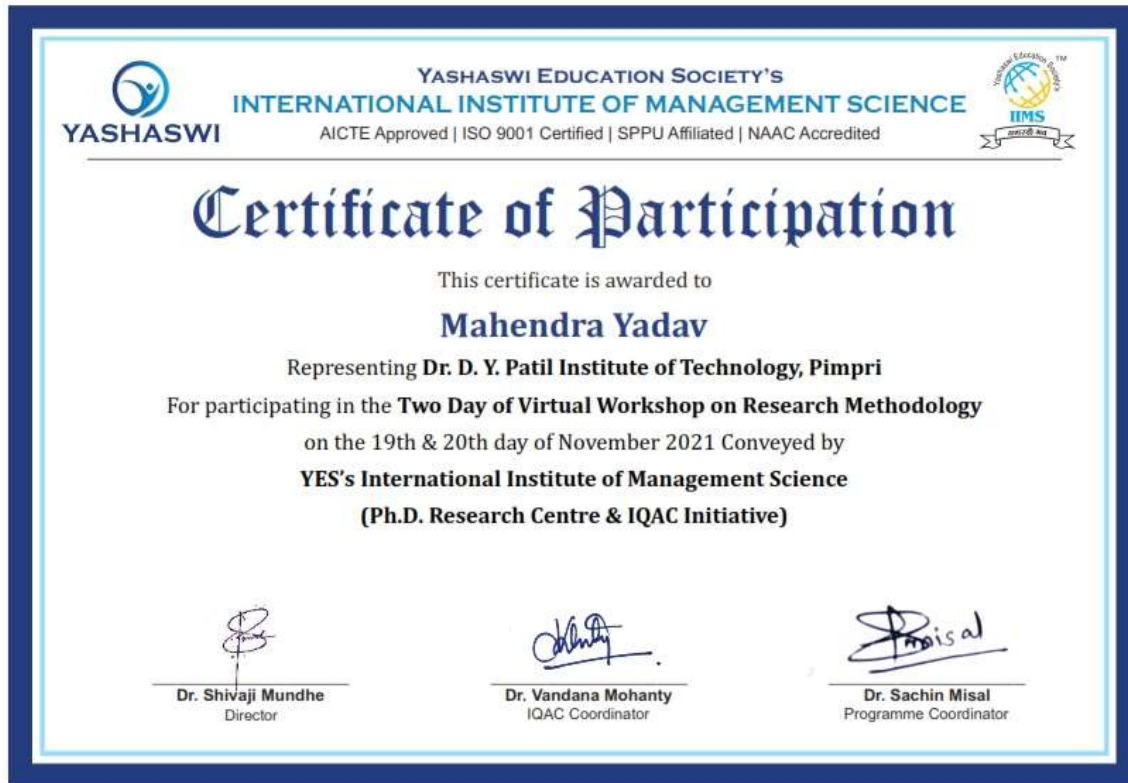 YASHASWI
YASHASWI EDUCATION SOCIETY'S
INTERNATIONAL INSTITUTE OF MANAGEMENT SCIENCE
AICTE Approved | ISO 9001 Certified | SPPU Affiliated | NAAC Accredited
Yashaswi Education Society's
TM
IIMS
Certificate of Participation
This certificate is awarded to
Mahendra Yadav
Representing Dr. D. Y. Patil Institute of Technology, Pimpri
For participating in the Two Day of Virtual Workshop on Research Methodology
on the 19th & 20th day of November 2021 Conveyed by
YES's International Institute of Management Science
(Ph.D. Research Centre & IQAC Initiative)
Dr. Shivaji Mundhe
Director
Dr. Vandana Mohanty
IQAC Coordinator
Dr. Sachin Misal
Programme Coordinator